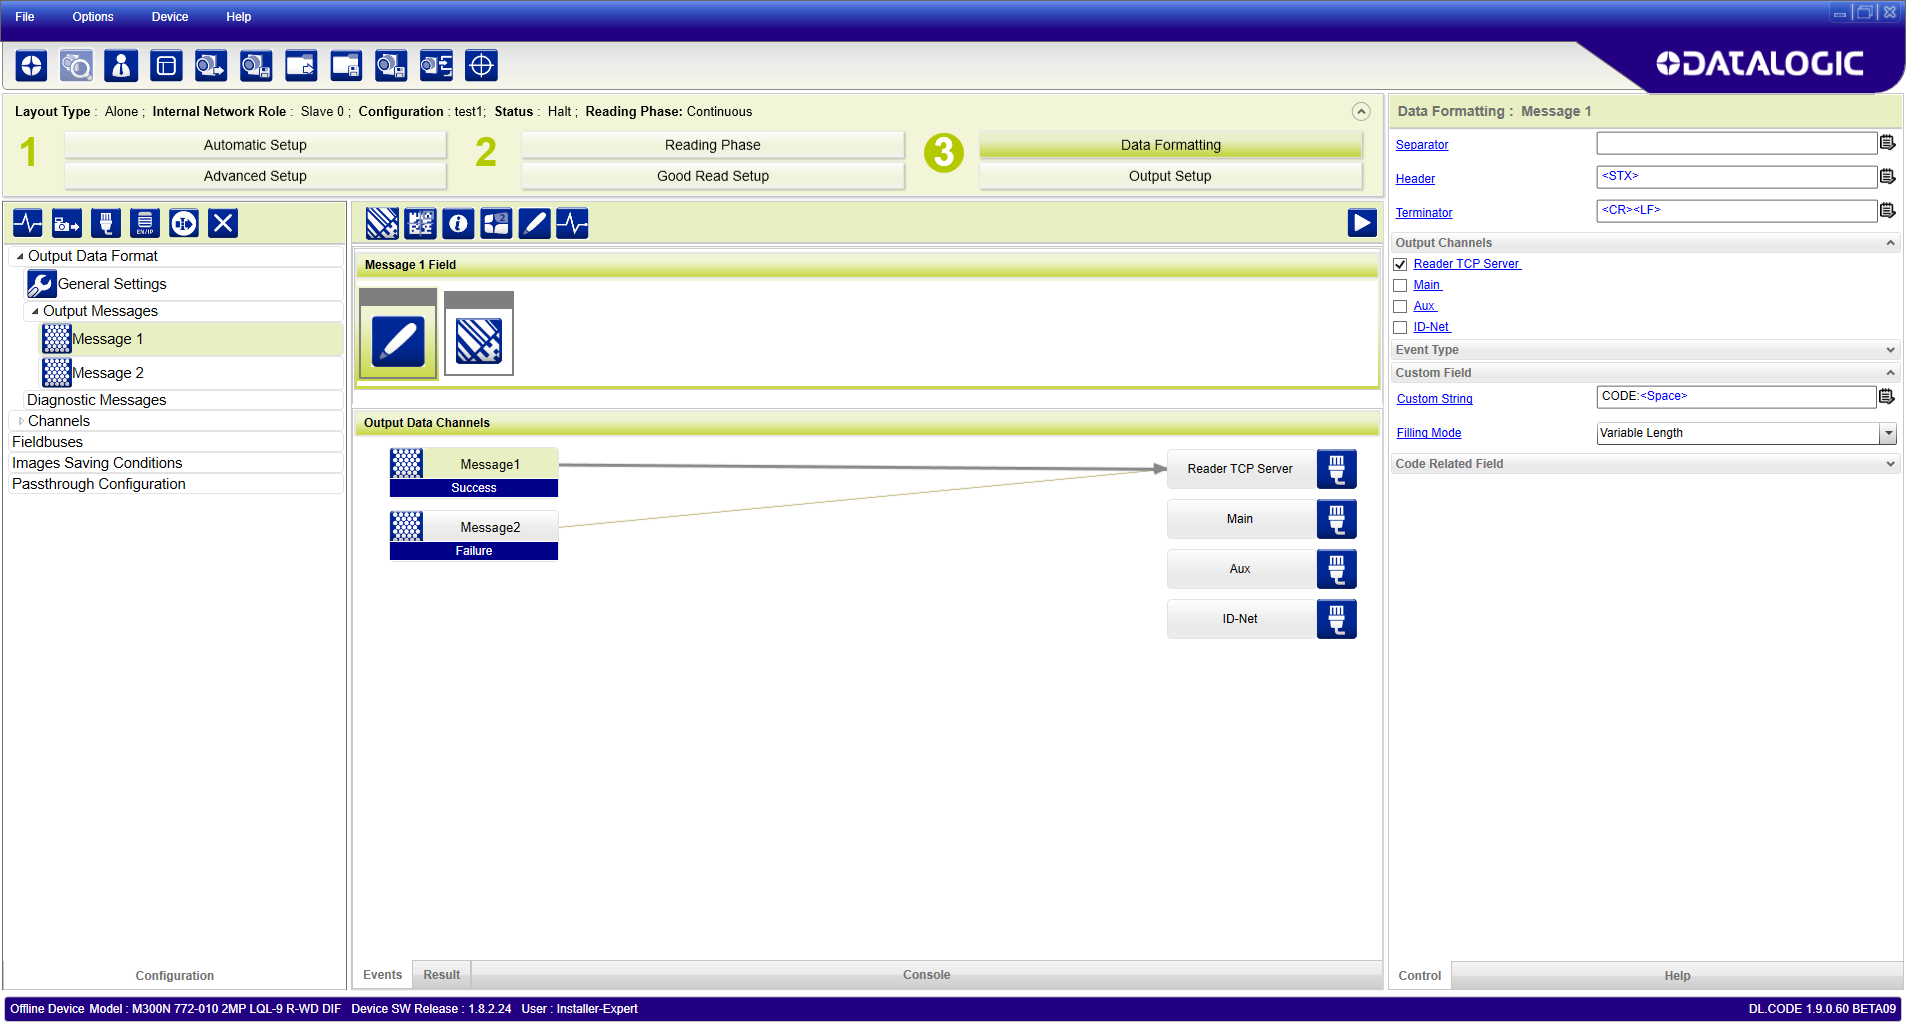 File Options Device Help
DATALOGIC
Layout Type : Alone ; Internal Network Role : Slave 0 ; Configuration : test1; Status : Halt ; Reading Phase: Continuous
1 Automatic Setup 2 Reading Phase 3 Data Formatting
Advanced Setup Good Read Setup Output Setup
EN/IP
Output Data Format
General Settings
Output Messages
Message 1
Message 2
Diagnostic Messages
Channels
Fieldbuses
Images Saving Conditions
Passthrough Configuration
Configuration
Message 1 Field
Output Data Channels
Message1
Success
Message2
Failure
Reader TCP Server
Main
Aux
ID-Net
Events Result Console
Data Formatting : Message 1
Separator
Header <STX>
Terminator <CR><LF>
Output Channels
Reader TCP Server
Main
Aux
ID-Net
Event Type
Custom Field
Custom String CODE:<Space>
Filling Mode Variable Length
Code Related Field
Control Help
Offline Device Model : M300N 772-010 2MP LQL-9 R-WD DIF Device SW Release : 1.8.2.24 User : Installer-Expert DL.CODE 1.9.0.60 BETA09